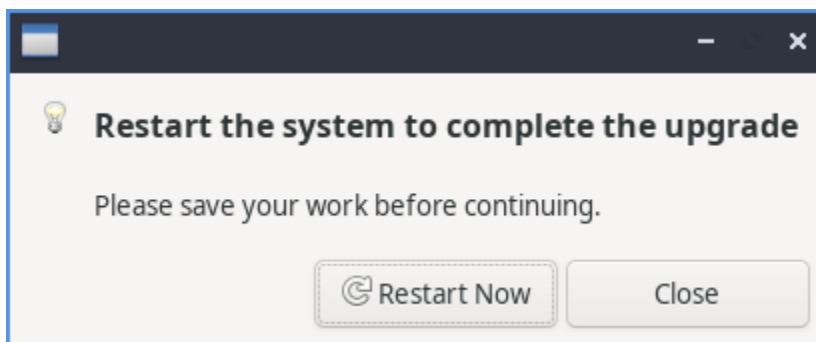 Restart the system to complete the upgrade
Please save your work before continuing.
Restart Now
Close